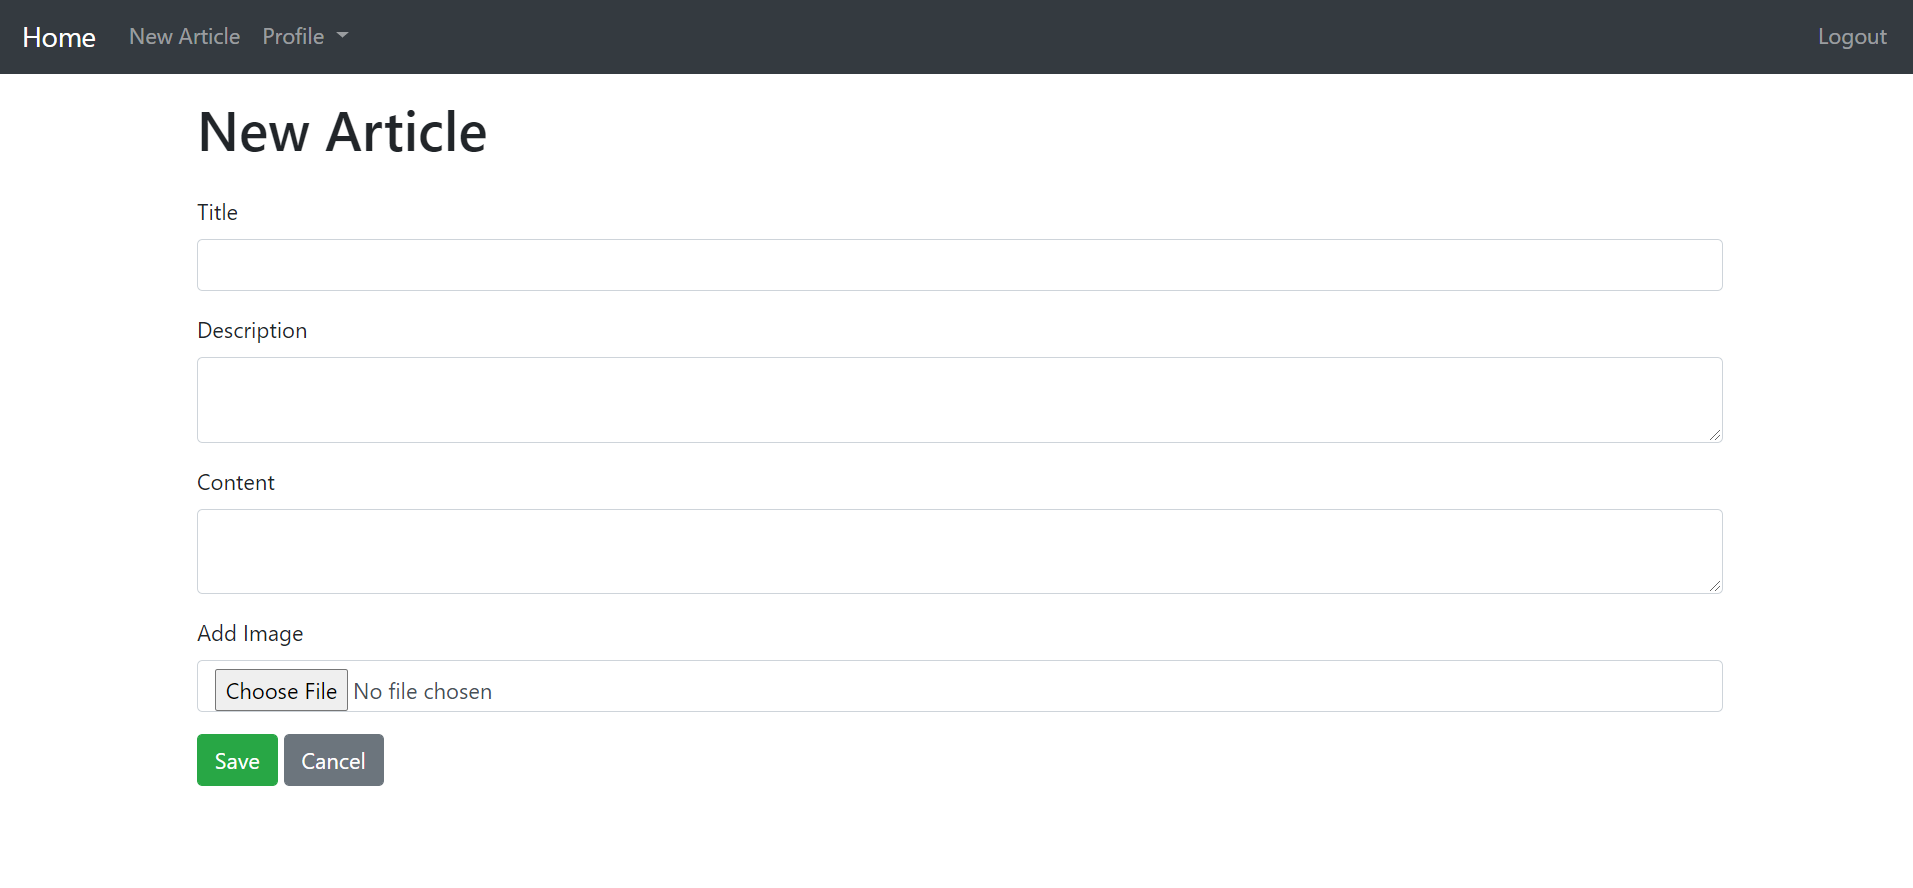 Home New Article Profile Logout
New Article
Title
Description
Content
Add Image
Choose File No file chosen
Save Cancel